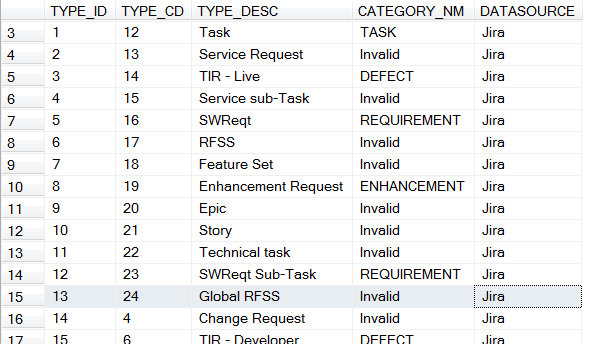 TYPE_ID TYPE_CD TYPE_DESC CATEGORY_NM DATASOURCE
3 1 12 Task TASK Jira
4 2 13 Service Request Invalid Jira
5 3 14 TIR - Live DEFECT Jira
6 4 15 Service sub-Task Invalid Jira
7 5 16 SWReqt REQUIREMENT Jira
8 6 17 RFSS Invalid Jira
9 7 18 Feature Set Invalid Jira
10 8 19 Enhancement Request ENHANCEMENT Jira
11 9 20 Epic Invalid Jira
12 10 21 Story Invalid Jira
13 11 22 Technical task Invalid Jira
14 12 23 SWReqt Sub-Task REQUIREMENT Jira
15 13 24 Global RFSS Invalid Jira
16 14 4 Change Request Invalid Jira
17 15 6 TIR - Developer DEFECT Jira